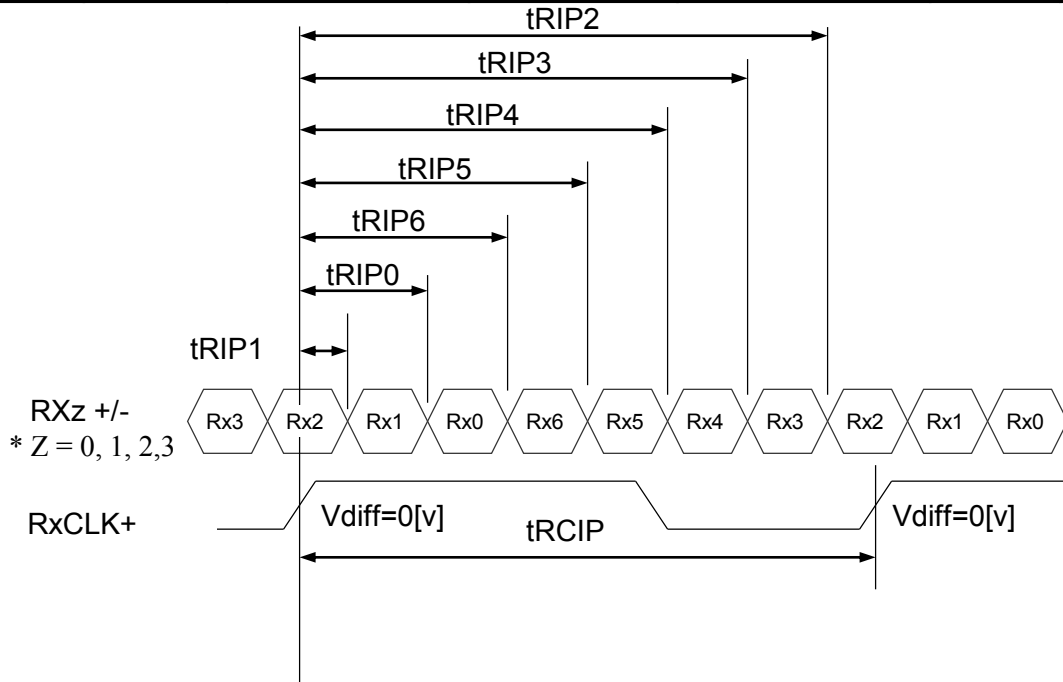 tRIP2
tRIP3
tRIP4
tRIP5
tRIP6
tRIP0
tRIP1
RXz +/-
* Z = 0, 1, 2,3
Rx3 Rx2 Rx1 Rx0 Rx6 Rx5 Rx4 Rx3 Rx2 Rx1 Rx0
RxCLK+
Vdiff=0[v] Vdiff=0[v]
tRCIP